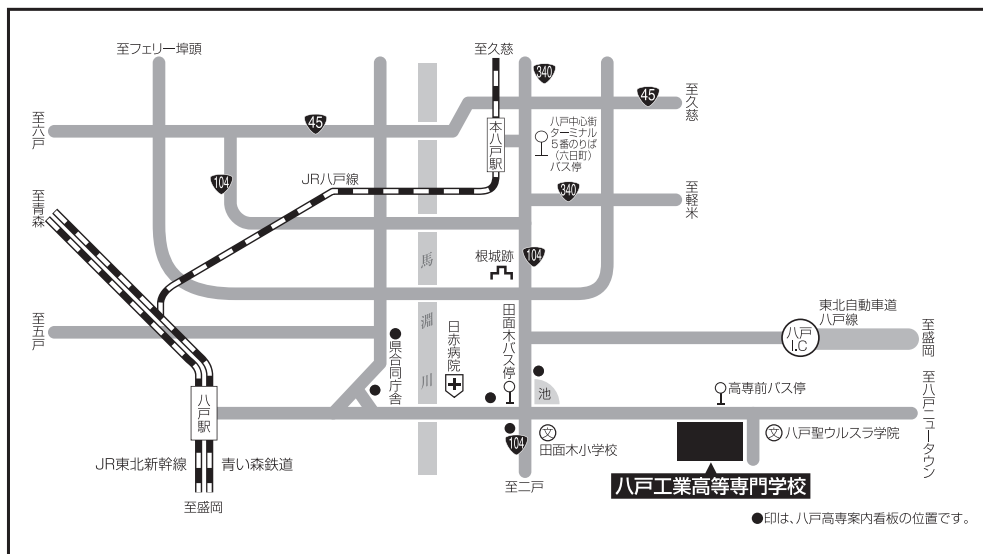 至フェリー埠頭
至久慈
340
45
至久慈
至六戸
45
本八戸駅
八戸中心街
ターミナル
5番のりば
（六日町）
バス停
104
JR八戸線
340
至軽米
至青森
馬淵川
根城跡
104
東北自動車道
八戸線
至五戸
県合同庁舎
日赤病院
田面木バス停
八戸
I.C
至盛岡
池
高専前バス停
至八戸ニュータウン
八戸駅
104
文
田面木小学校
文 八戸聖ウルスラ学院
JR東北新幹線
青い森鉄道
至二戸
八戸工業高等専門学校
至盛岡
●印は、八戸高専案内看板の位置です。